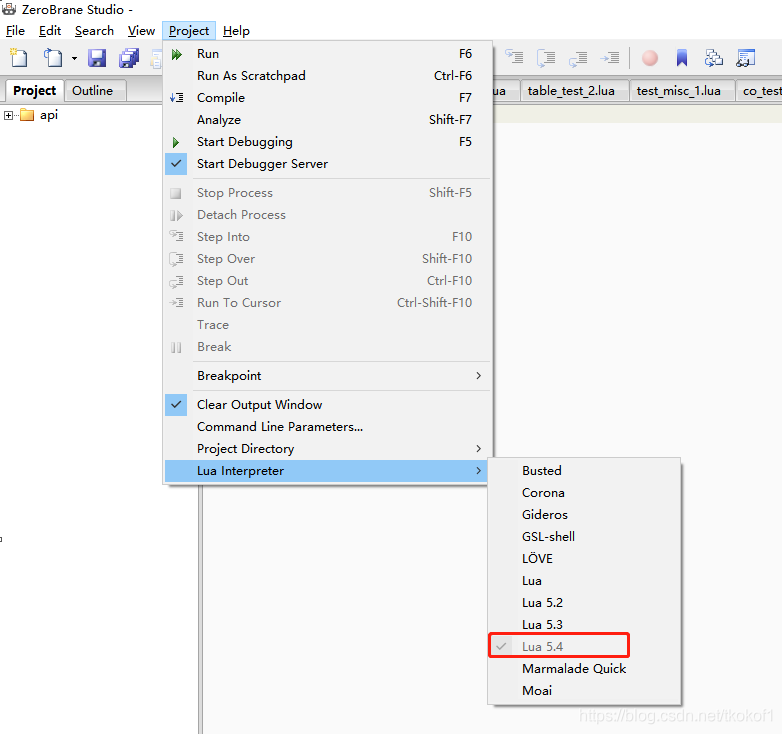 ZeroBrane Studio -
File Edit Search View Project Help
Project Outline
api
ua table_test_2.lua test_misc_1.lua co_test
Run F6
Run As Scratchpad Ctrl-F6
Compile F7
Analyze Shift-F7
Start Debugging F5
Start Debugger Server
Stop Process Shift-F5
Detach Process
Step Into F10
Step Over Shift-F10
Step Out Ctrl-F10
Run To Cursor Ctrl-Shift-F10
Trace
Break
Breakpoint
Clear Output Window
Command Line Parameters...
Project Directory
Lua Interpreter
Busted
Corona
Gideros
GSL-shell
LÖVE
Lua
Lua 5.2
Lua 5.3
Lua 5.4
Marmalade Quick
Moai
https://blog.csdn.net/tkokof1